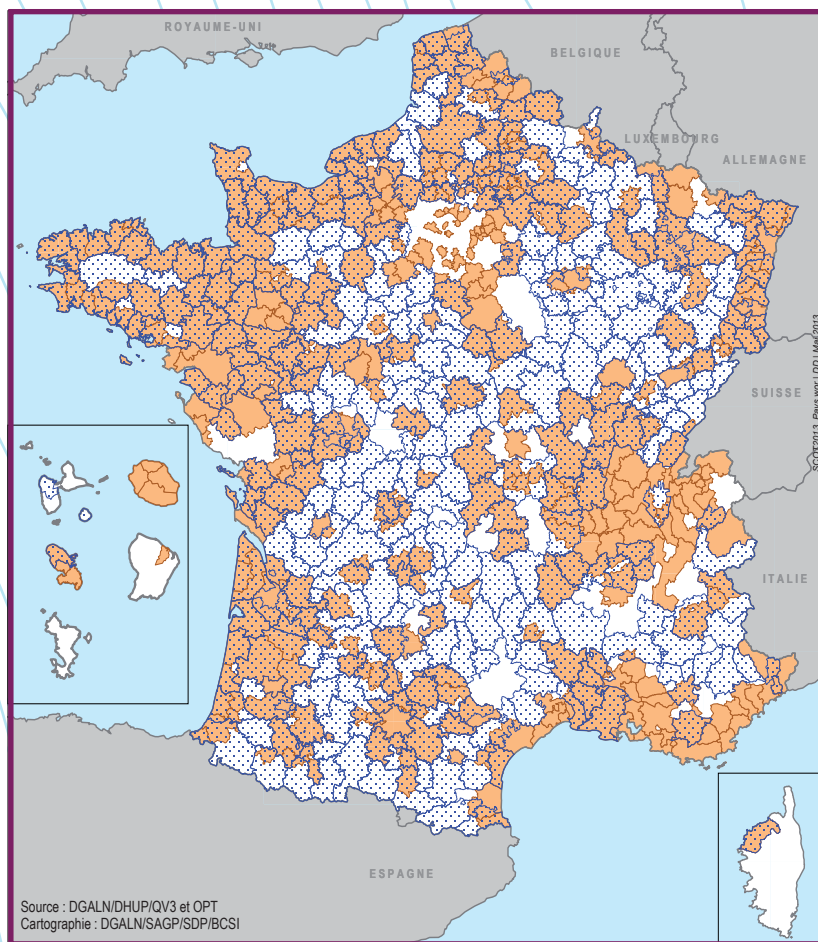 ROYAUME-UNI
BELGIQUE
LUXEMBOURG
ALLEMAGNE
SUISSE
ITALIE
ESPAGNE
Source : DGALN/DHUP/QV3 et OPT
Cartographie : DGALN/SAGP/SDP/BCSI